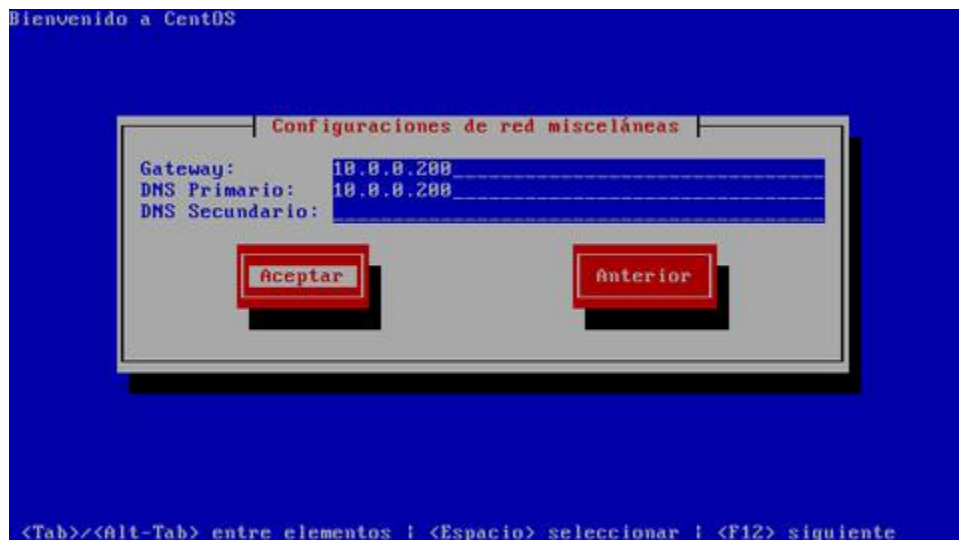 Bienvenido a CentOS
Configuraciones de red misceláneas
Gateway: 10.0.0.200
DNS Primario: 10.0.0.200
DNS Secundario:
Aceptar Anterior
<Tab>/<Alt-Tab> entre elementos | <Espacio> seleccionar | <F12> siguiente